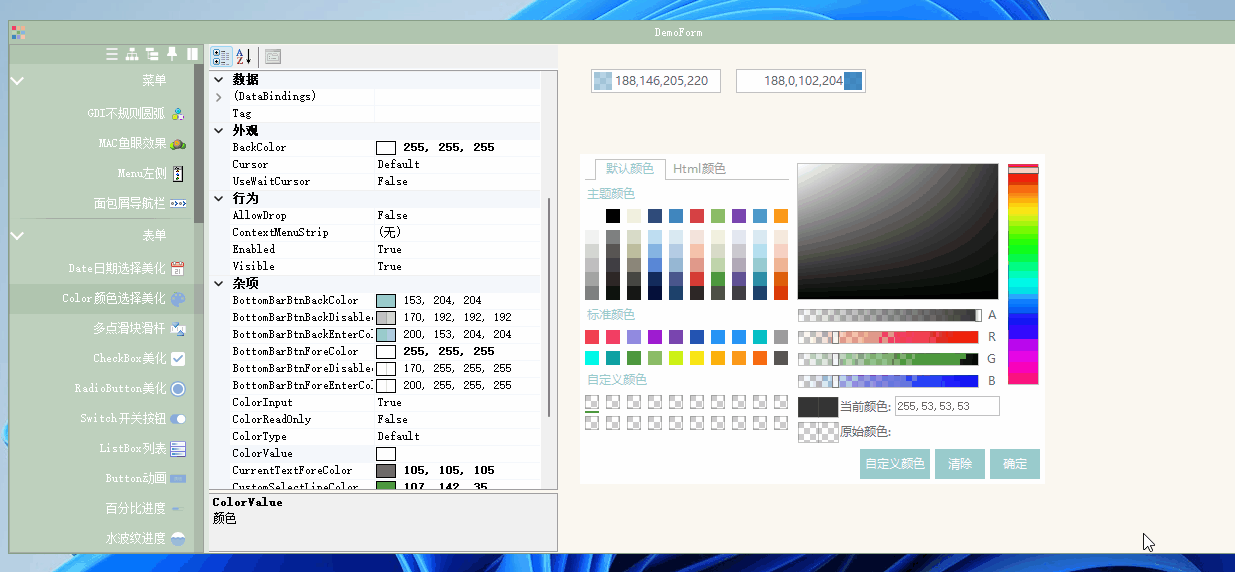 DemoForm
菜单
GDI不规则圆弧
MAC鱼眼效果
Menu左侧
面包屑导航栏
表单
Date日期选择美化
Color颜色选择美化
多点滑块滑杆
CheckBox美化
RadioButton美化
Switch开关按钮
ListBox列表
Button动画
百分比进度
水波纹进度
数据
(DataBindings)
Tag
外观
BackColor 255, 255, 255
Cursor Default
UseWaitCursor False
行为
AllowDrop False
ContextMenuStrip (无)
Enabled True
Visible True
杂项
BottomBarBtnBackColor 153, 204, 204
BottomBarBtnBackDisabled 170, 192, 192, 192
BottomBarBtnBackEnterCo 200, 153, 204, 204
BottomBarBtnForeColor 255, 255, 255
BottomBarBtnForeDisable 170, 255, 255, 255
BottomBarBtnForeEnterCo 200, 255, 255, 255
ColorInput True
ColorReadOnly False
ColorType Default
ColorValue
CurrentTextForeColor 105, 105, 105
CustomSelectLineColor 107, 142, 35
ColorValue
颜色
188,146,205,220
188,0,102,204
默认颜色 Html颜色
主题颜色
标准颜色
自定义颜色
A
R
G
B
当前颜色: 255,53,53,53
原始颜色:
自定义颜色 清除 确定